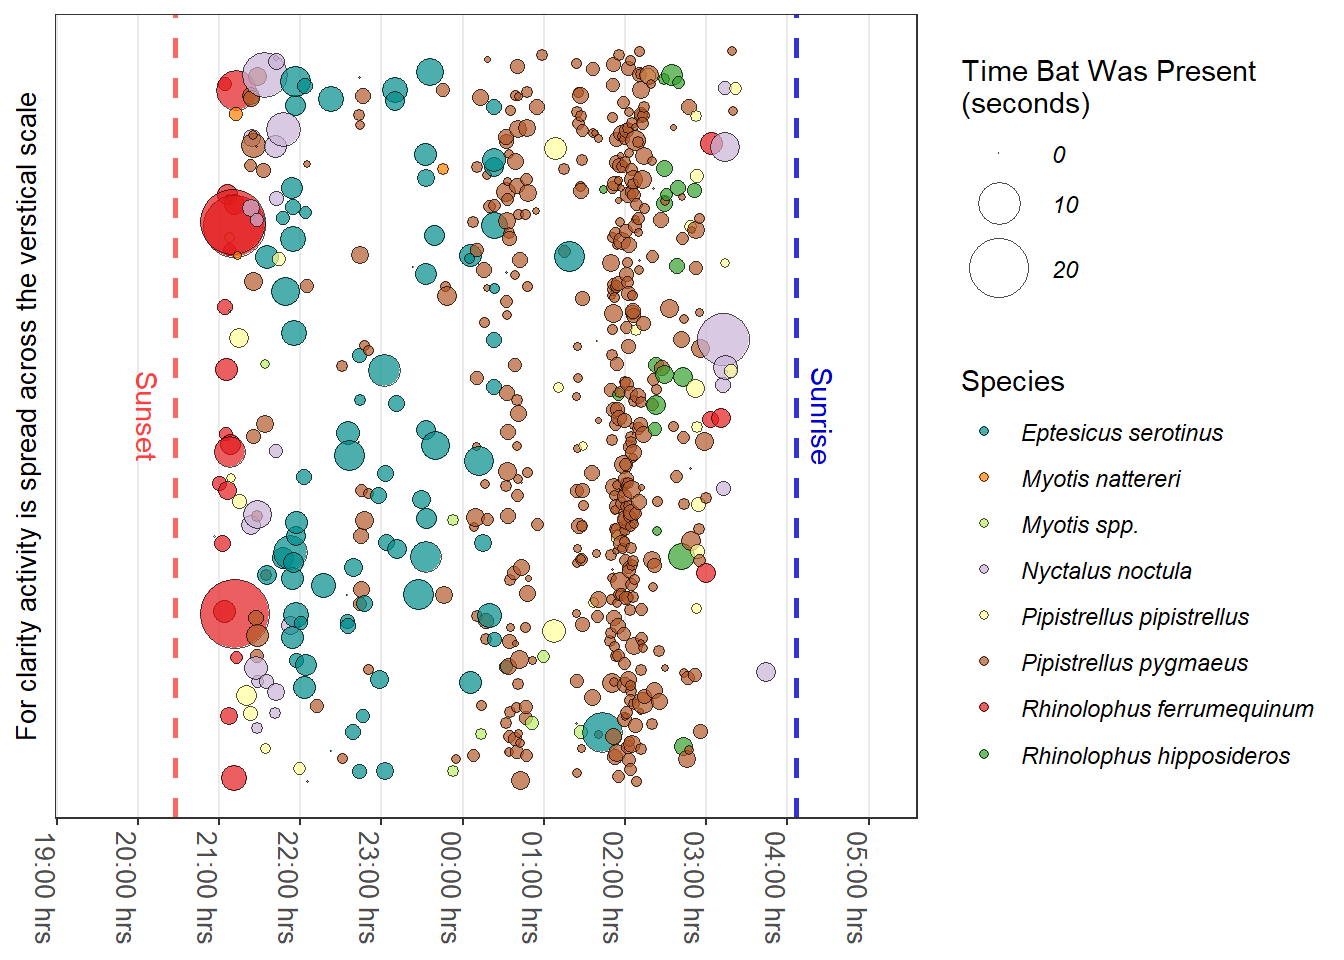 For clarity activity is spread across the verstical scale
Sunset
Sunrise
19:00 hrs
20:00 hrs
21:00 hrs
22:00 hrs
23:00 hrs
00:00 hrs
01:00 hrs
02:00 hrs
03:00 hrs
04:00 hrs
05:00 hrs
Time Bat Was Present
(seconds)
0
10
20
Species
Eptesicus serotinus
Myotis nattereri
Myotis spp.
Nyctalus noctula
Pipistrellus pipistrellus
Pipistrellus pygmaeus
Rhinolophus ferrumequinum
Rhinolophus hipposideros